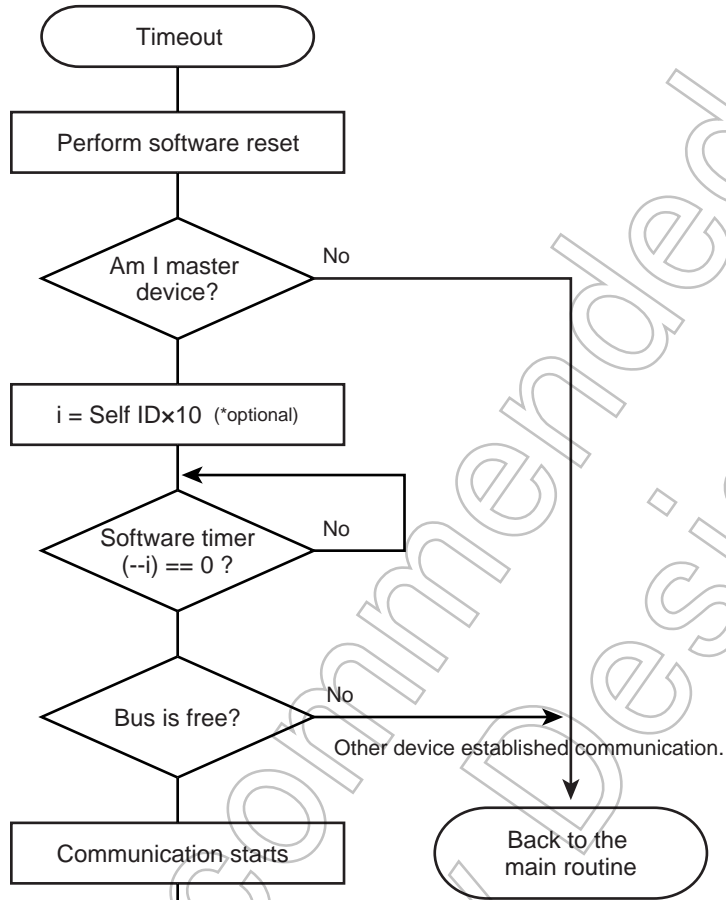 Timeout
Perform software reset
Am I master
device?
No
i = Self ID×10 (*optional)
Software timer
(--i) == 0 ?
No
Bus is free?
No
Other device established communication.
Communication starts
Back to the
main routine